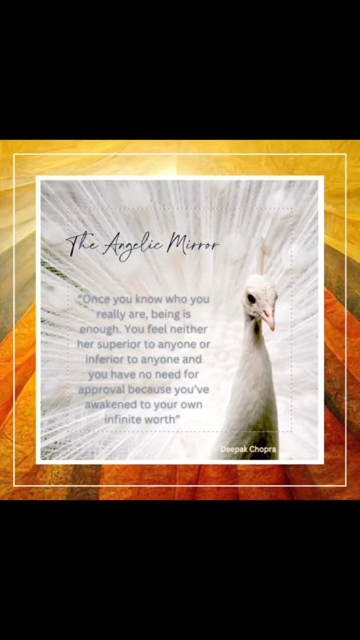 The Angelic Mirror
"Once you know who you
really are, being is
enough. You feel neither
her superior to anyone or
inferior to anyone and
you have no need for
approval because you've
awakened to your own
infinite worth"
Deepak Chopra